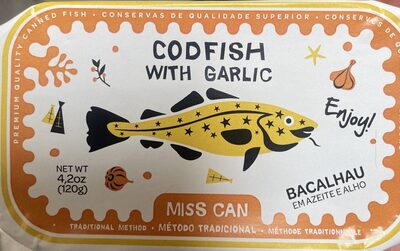 PREMIUM QUALITY CANNED FISH • CONSERVAS DE QUALIDADE SUPERIOR • CONSERVES DE
CODFISH
WITH GARLIC
Enjoy!
NET WT
4,2oz
(120g)
BACALHAU
EM AZEITE E ALHO
MISS CAN
TRADITIONAL METHOD • MÉTODO TRADICIONAL • MÉTHODE TRADITIONNELLE